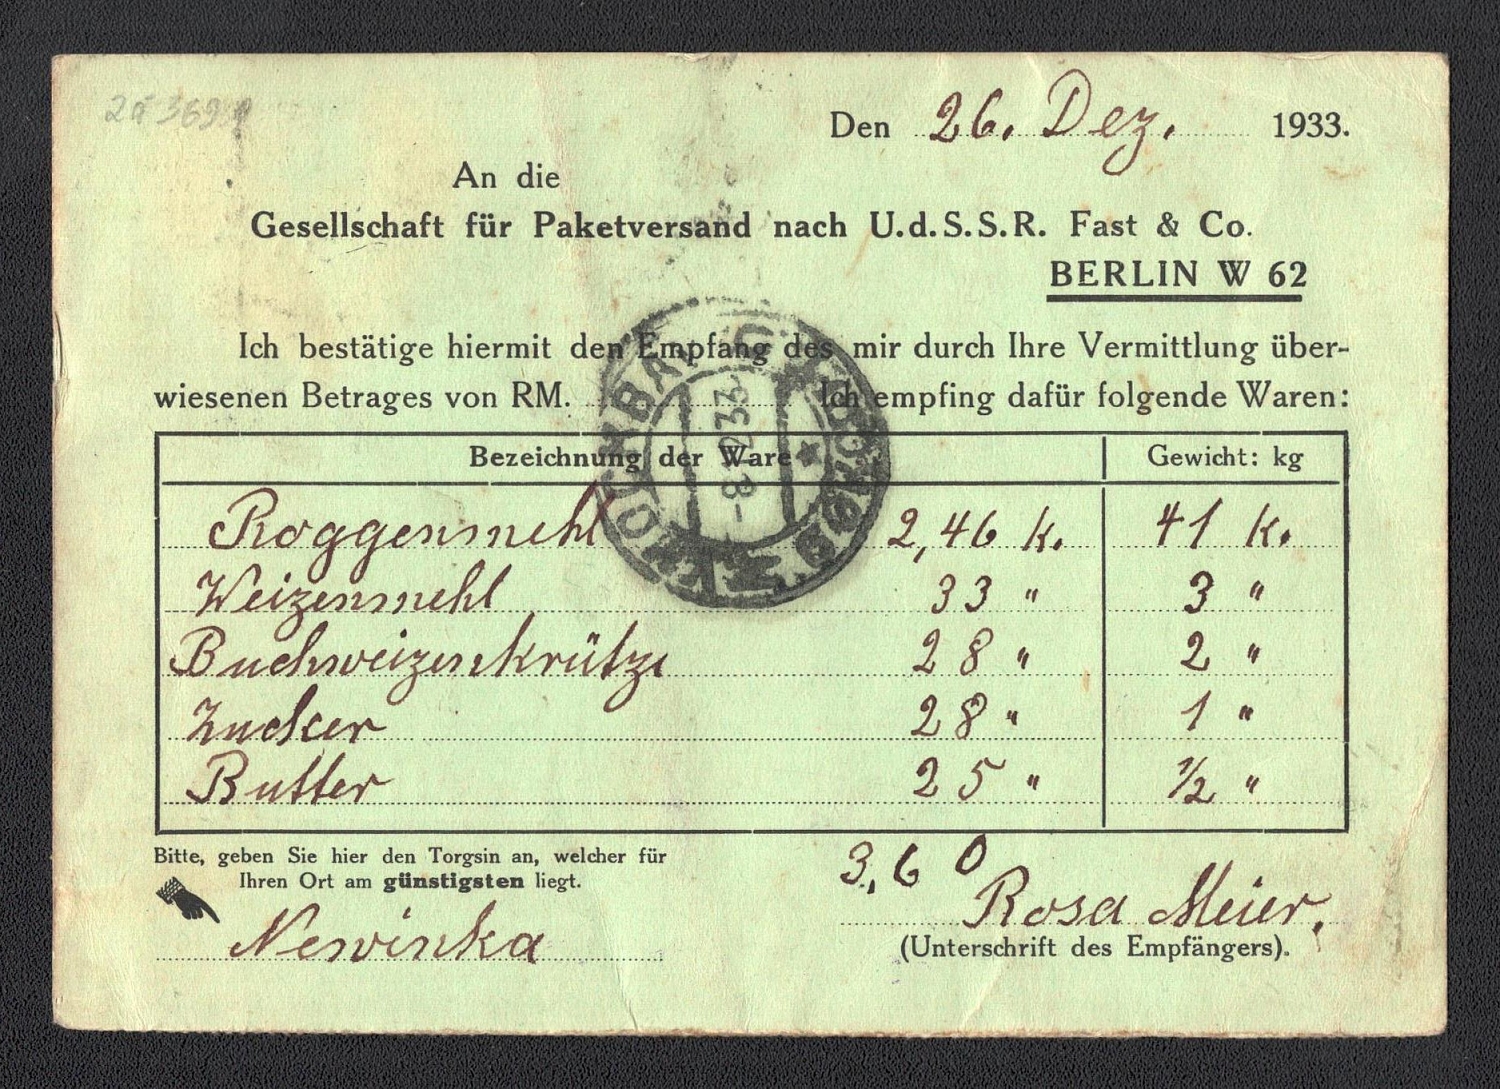 Den 26. Dez. 1933.
An die
Gesellschaft für Paketversand nach U.d.S.S.R. Fast & Co.
BERLIN W 62
Ich bestätige hiermit den Empfang des mir durch Ihre Vermittlung über-
wiesenen Betrages von RM. Ich empfing dafür folgende Waren:
Bezeichnung der Ware Gewicht: kg
Roggenmehl 2,46 k. 41 k.
Weizenmehl 33 " 3 "
Buchweizenkrütze 28 " 2 "
Zucker 28 " 1 "
Butter 25 " ½ "
3,60
Bitte, geben Sie hier den Torgsin an, welcher für
Ihren Ort am günstigsten liegt.
Newinka
Rosa Meier.
(Unterschrift des Empfängers).